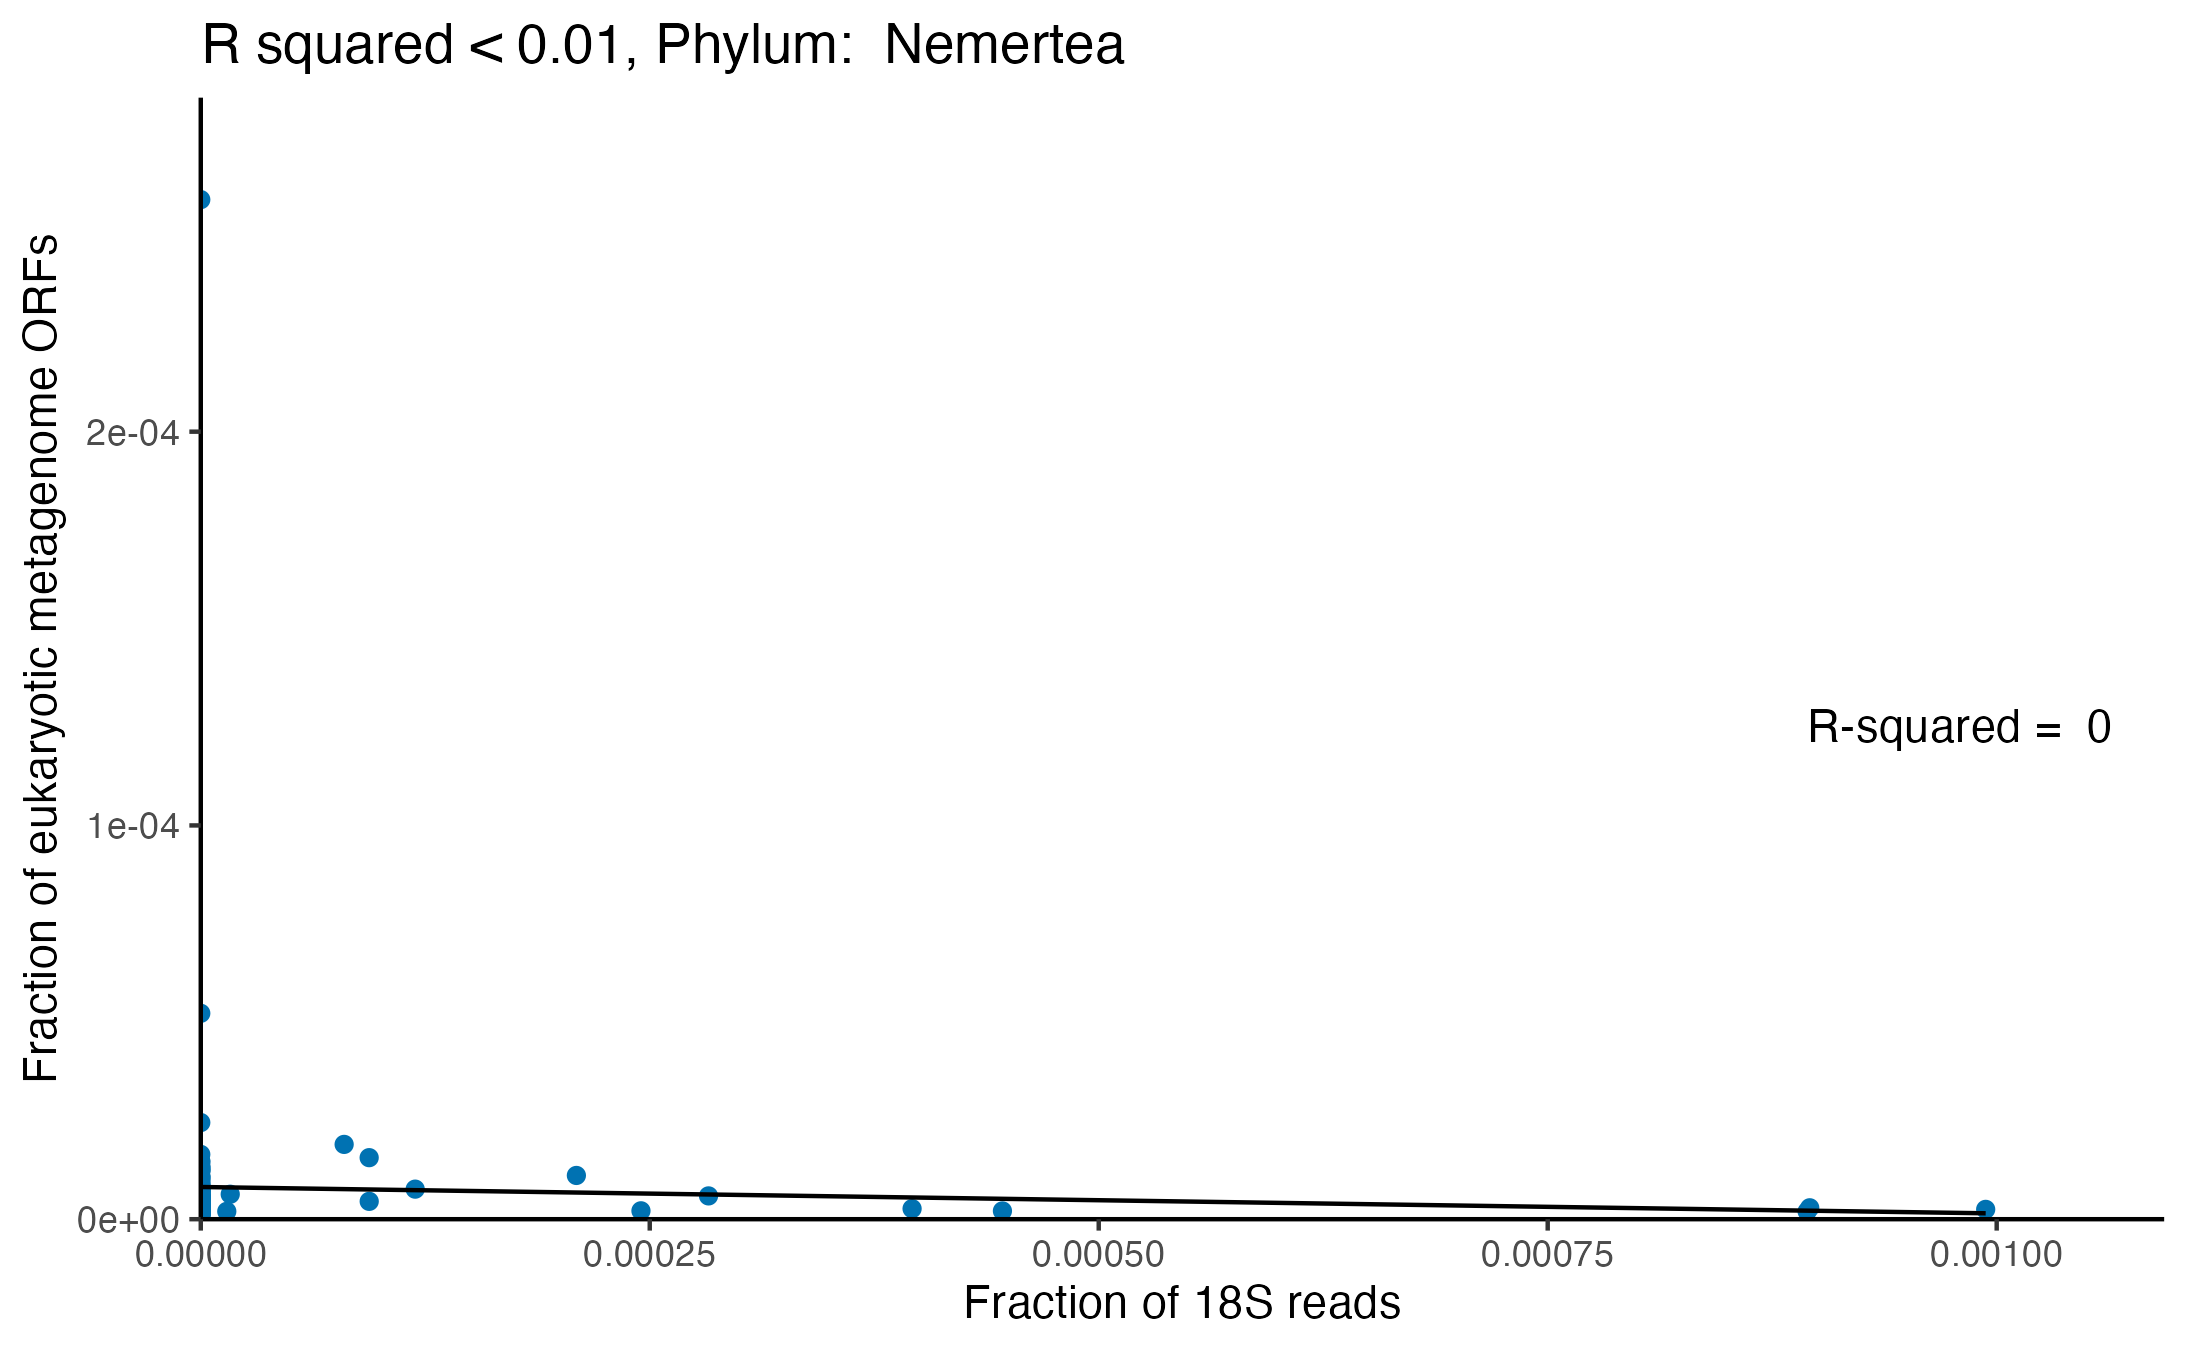 R squared < 0.01, Phylum:  Nemertea
Fraction of eukaryotic metagenome ORFs
2e-04
1e-04
0e+00
R-squared =  0
0.00000 0.00025 0.00050 0.00075 0.00100
Fraction of 18S reads